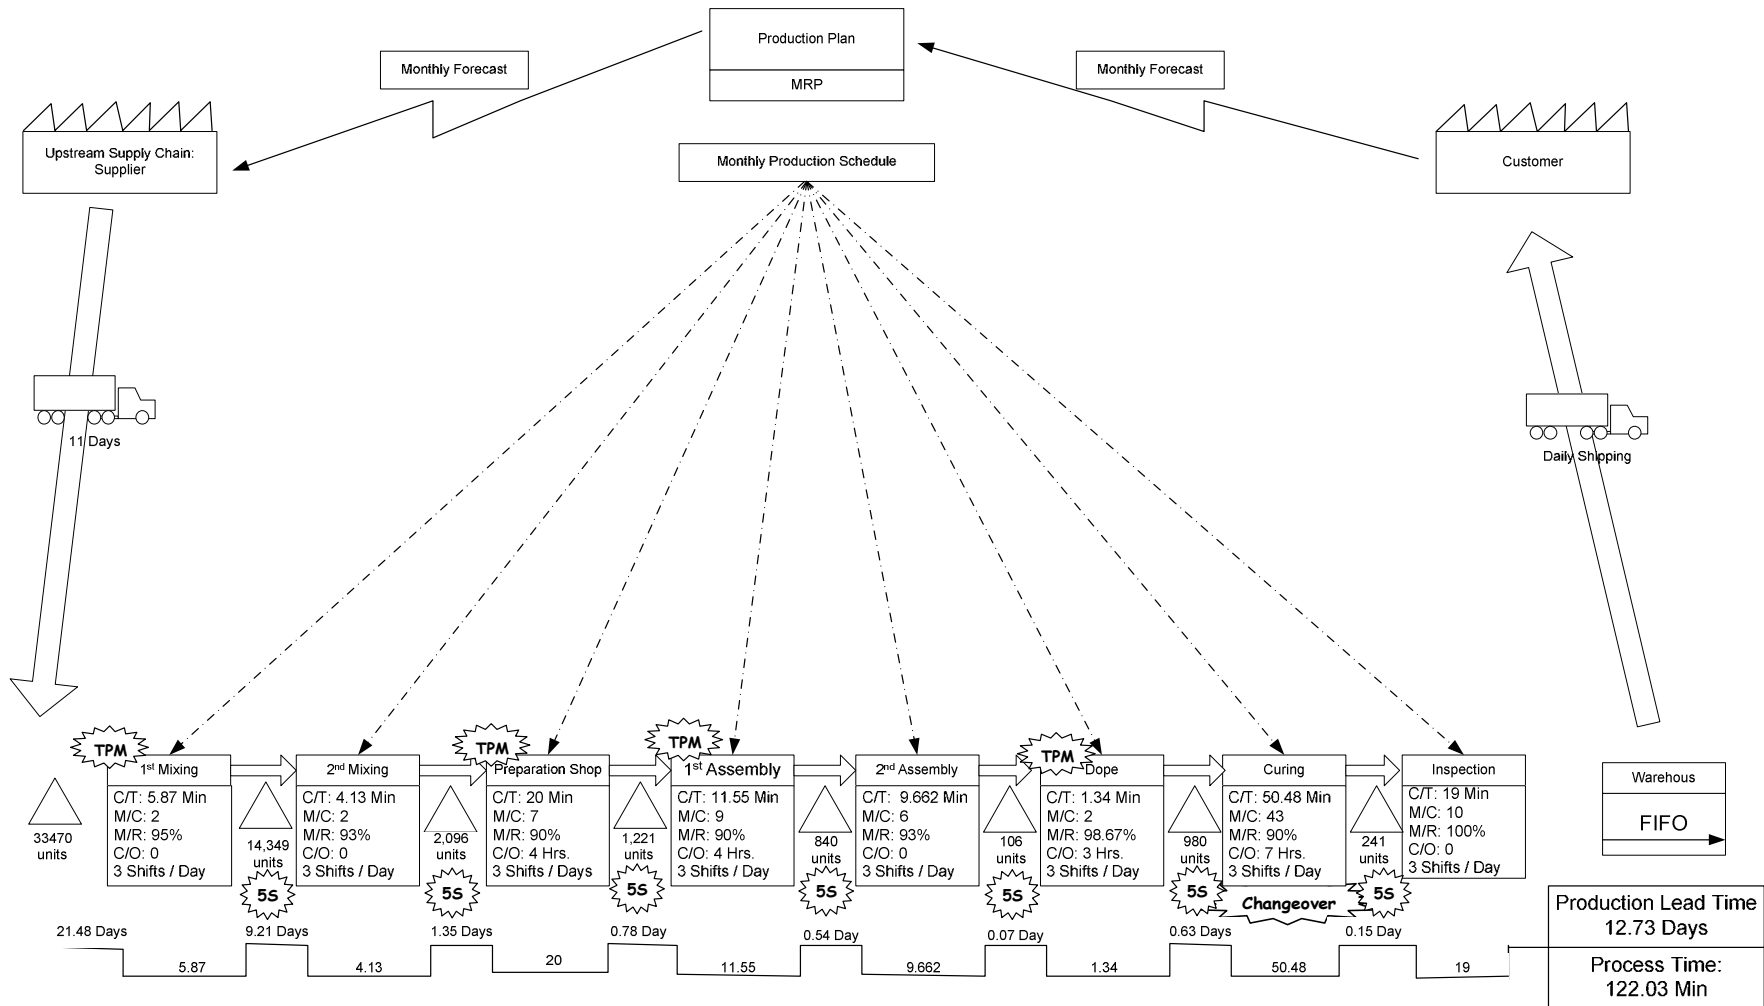 Production Plan
MRP
Monthly Forecast
Monthly Forecast
Upstream Supply Chain:
Supplier
Monthly Production Schedule
Customer
11 Days
Daily Shipping
TPM
TPM
TPM
TPM
1st Mixing
C/T: 5.87 Min
M/C: 2
M/R: 95%
C/O: 0
3 Shifts / Day
2nd Mixing
C/T: 4.13 Min
M/C: 2
M/R: 93%
C/O: 0
3 Shifts / Day
Preparation Shop
C/T: 20 Min
M/C: 7
M/R: 90%
C/O: 4 Hrs.
3 Shifts / Days
1st Assembly
C/T: 11.55 Min
M/C: 9
M/R: 90%
C/O: 4 Hrs.
3 Shifts / Day
2nd Assembly
C/T: 9.662 Min
M/C: 6
M/R: 93%
C/O: 0
3 Shifts / Day
Dope
C/T: 1.34 Min
M/C: 2
M/R: 98.67%
C/O: 3 Hrs.
3 Shifts / Day
Curing
C/T: 50.48 Min
M/C: 43
M/R: 90%
C/O: 7 Hrs.
3 Shifts / Day
Inspection
C/T: 19 Min
M/C: 10
M/R: 100%
C/O: 0
3 Shifts / Day
Warehous
FIFO
33470
units
14,349
units
2,096
units
1,221
units
840
units
106
units
980
units
241
units
5S
5S
5S
5S
5S
5S
Changeover
5S
21.48 Days
9.21 Days
1.35 Days
0.78 Day
0.54 Day
0.07 Day
0.63 Day
0.15 Day
5.87
4.13
20
11.55
9.662
1.34
50.48
19
Production Lead Time
12.73 Days
Process Time:
122.03 Min